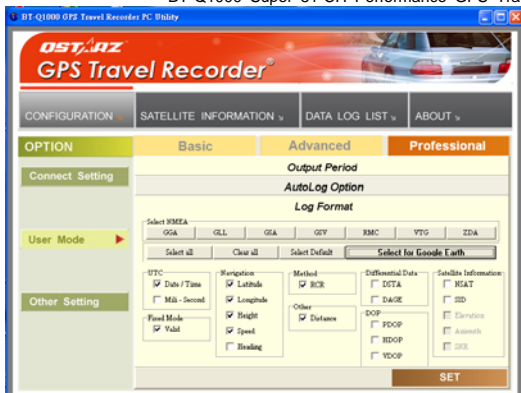 BT-Q1000 GPS Travel Recorder PC Utility
QSTARZ
GPS Travel Recorder®
CONFIGURATION SATELLITE INFORMATION DATA LOG LIST ABOUT
OPTION Basic Advanced Professional
Connect Setting
User Mode
Other Setting
Output Period
AutoLog Option
Log Format
Select NMEA
GGA GLL GSA GSV RMC VTG ZDA
Select all Clear all Select Default Select for Google Earth
UTC Navigation Method Differential Data Satellite Information
Date / Time Latitude RCR DSTA NSAT
Mili - Second Longitude DAGE SID
Fixed Mode Height Other DOP Elevation
Valid Speed Distance PDOP Azimuth
Heading HDOP SNR
VDOP
SET